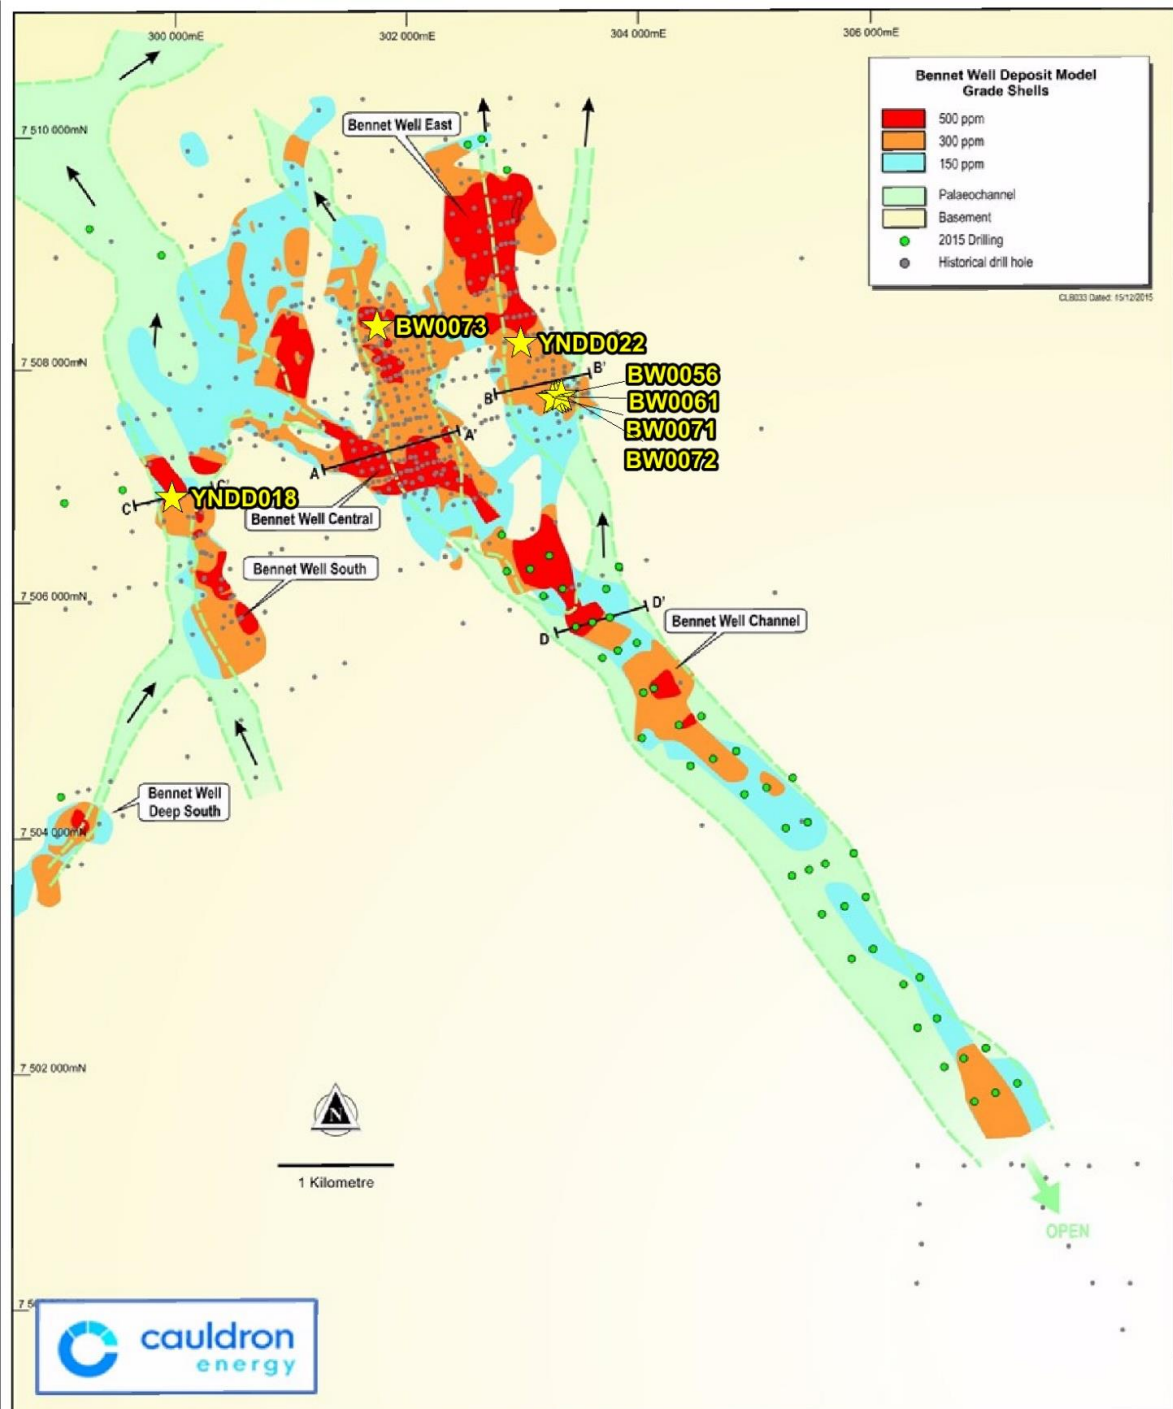 300 000mE
302 000mE
304 000mE
306 000mE
Bennet Well Deposit Model
Grade Shells
500 ppm
300 ppm
150 ppm
Palaeochannel
Basement
2015 Drilling
Historical drill hole
CLB033 Dated: 15/12/2015
7 510 000mN
Bennet Well East
BW0073
YNDD022
7 508 000mN
B
B'
BW0056
BW0061
BW0071
BW0072
A
A'
C
C'
YNDD018
Bennet Well Central
Bennet Well South
7 506 000mN
D
D'
Bennet Well Channel
Bennet Well
Deep South
7 504 000mN
7 502 000mN
N
1 Kilometre
OPEN
cauldron
energy